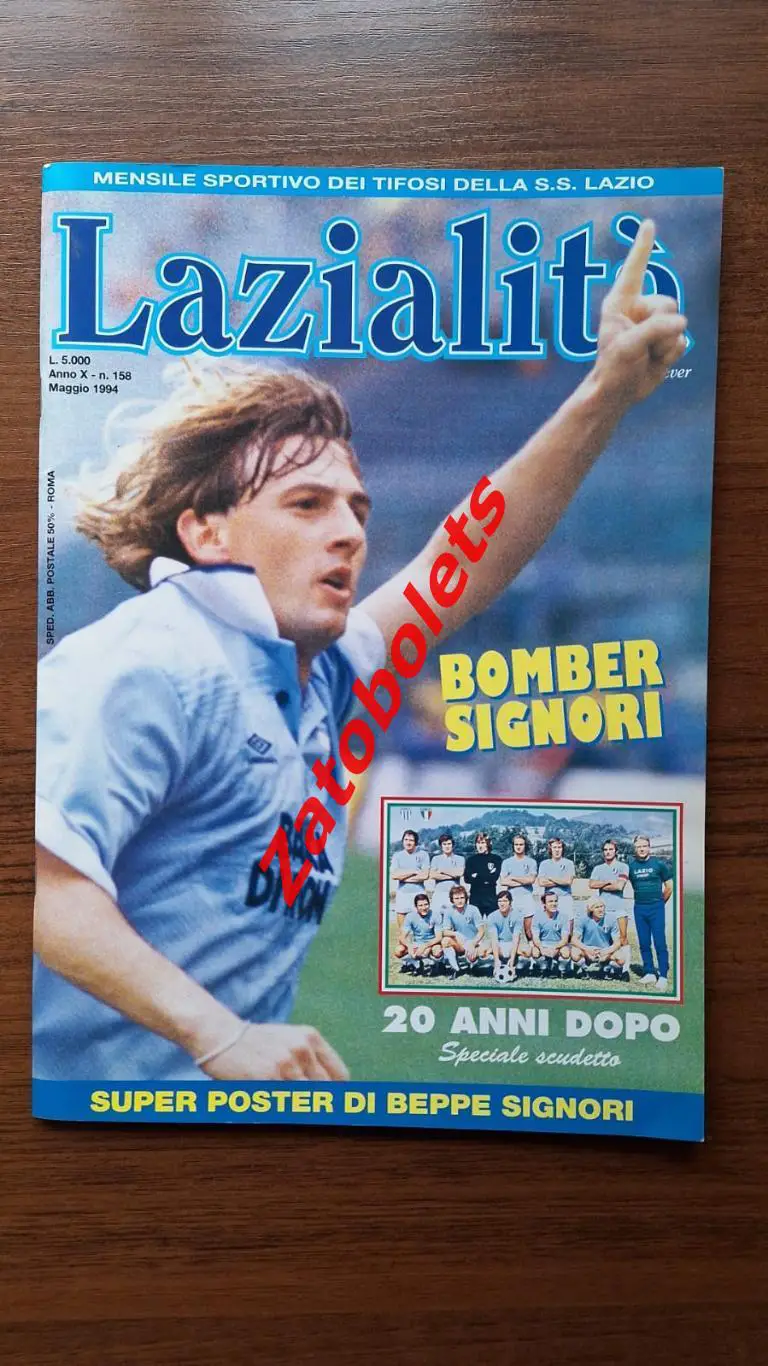 MENSILE SPORTIVO DEI TIFOSI DELLA S.S. LAZIO
Lazialità
L. 5.000
Anno X - n. 158
Maggio 1994
SPED. ABB. POSTALE 50% - ROMA
Zatobolets
BOMBER
SIGNORI
LAZIO
20 ANNI DOPO
Speciale scudetto
SUPER POSTER DI BEPPE SIGNORI